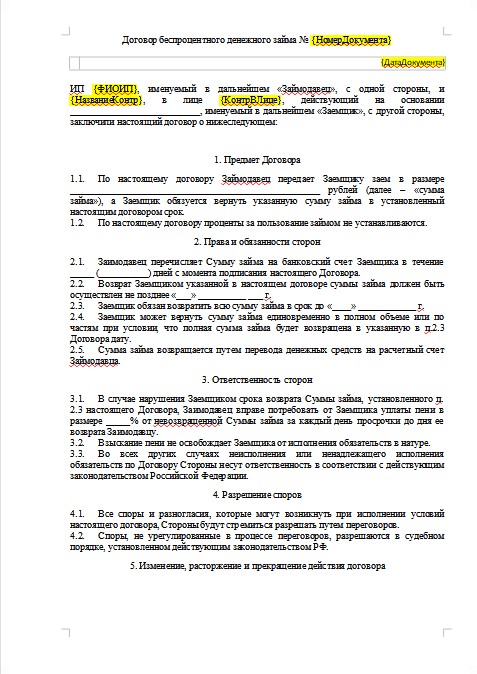 Договор беспроцентного денежного займа № {НомерДокумента}
{ДатаДокумента}
ИП {ФИОИП}, именуемый в дальнейшем «Займодавец», с одной стороны, и
{НазваниеКонтр}, в лице {КонтрВЛице}, действующий на основании
____________________, именуемый в дальнейшем «Заемщик», с другой стороны,
заключили настоящий договор о нижеследующем:
1. Предмет Договора
1.1. По настоящему договору Займодавец передает Заемщику заем в размере
____________________________________ рублей (далее – «сумма
займа»), а Заемщик обязуется вернуть указанную сумму займа в установленный
настоящим договором срок.
1.2. По настоящему договору проценты за пользование займом не устанавливаются.
2. Права и обязанности сторон
2.1. Заимодавец перечисляет Сумму займа на банковский счет Заемщика в течение
_____ (____________) дней с момента подписания настоящего Договора.
2.2. Возврат Заемщиком указанного в настоящем договоре суммы займа должен быть
осуществлен не позднее «___» ______________ г.
2.3. Заемщик обязан возвратить всю сумму займа в срок до «____» _____________ г.
2.4. Заемщик может вернуть сумму займа единовременно в полном объеме или по
частям при условии, что полная сумма займа будет возвращена в указанную в п.2.3
Договора дату.
2.5. Сумма займа возвращается путем перевода денежных средств на расчетный счет
Займодавца.
3. Ответственность сторон
3.1. В случае нарушения Заемщиком срока возврата Суммы займа, установленного п.
2.3 настоящего Договора, Заимодавец вправе потребовать от Заемщика уплаты пени в
размере _____% от невозвращенной Суммы займа за каждый день просрочки до дня ее
возврата Заимодавцу.
3.2. Взыскание пени не освобождает Заемщика от исполнения обязательств в натуре.
3.3. Во всех других случаях неисполнения или ненадлежащего исполнения
обязательств по Договору Стороны несут ответственность в соответствии с действующим
законодательством Российской Федерации.
4. Разрешение споров
4.1. Все споры и разногласия, которые могут возникнуть при исполнении условий
настоящего договора, Стороны будут стремиться разрешать путем переговоров.
4.2. Споры, не урегулированные в процессе переговоров, разрешаются в судебном
порядке, установленном действующим законодательством РФ.
5. Изменение, расторжение и прекращение действия договора